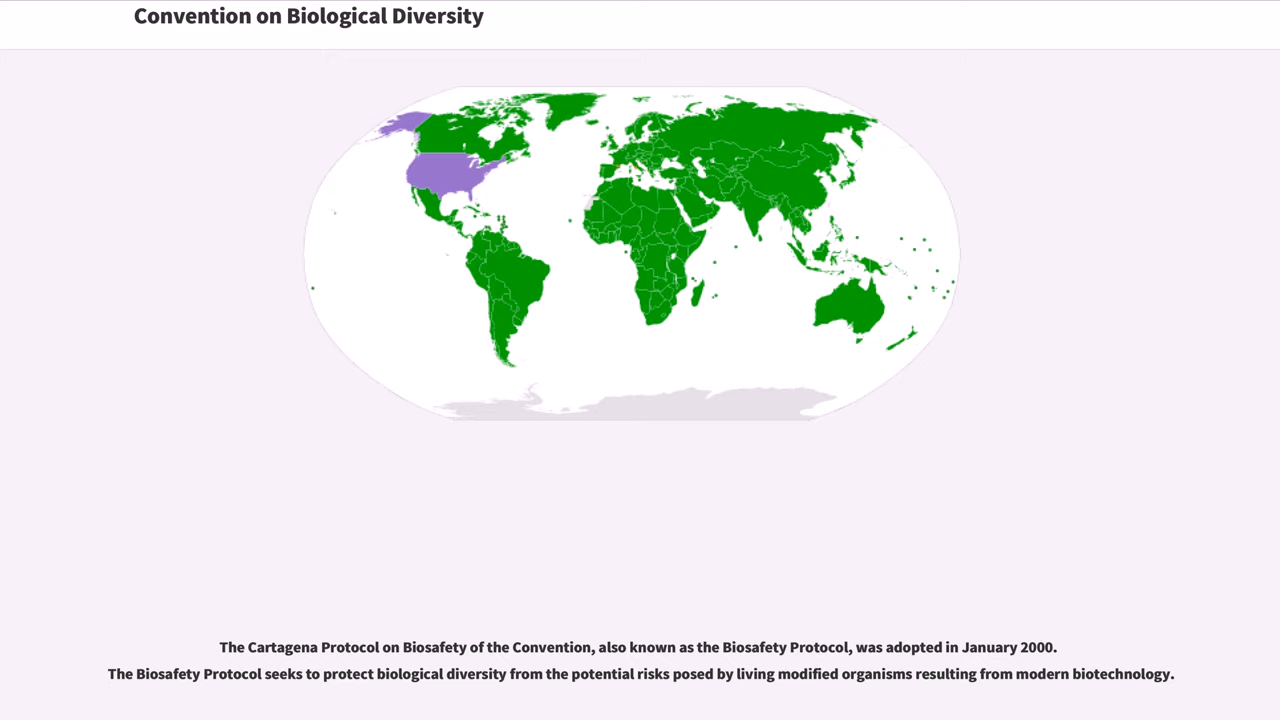 Convention on Biological Diversity
The Cartagena Protocol on Biosafety of the Convention, also known as the Biosafety Protocol, was adopted in January 2000.
The Biosafety Protocol seeks to protect biological diversity from the potential risks posed by living modified organisms resulting from modern biotechnology.